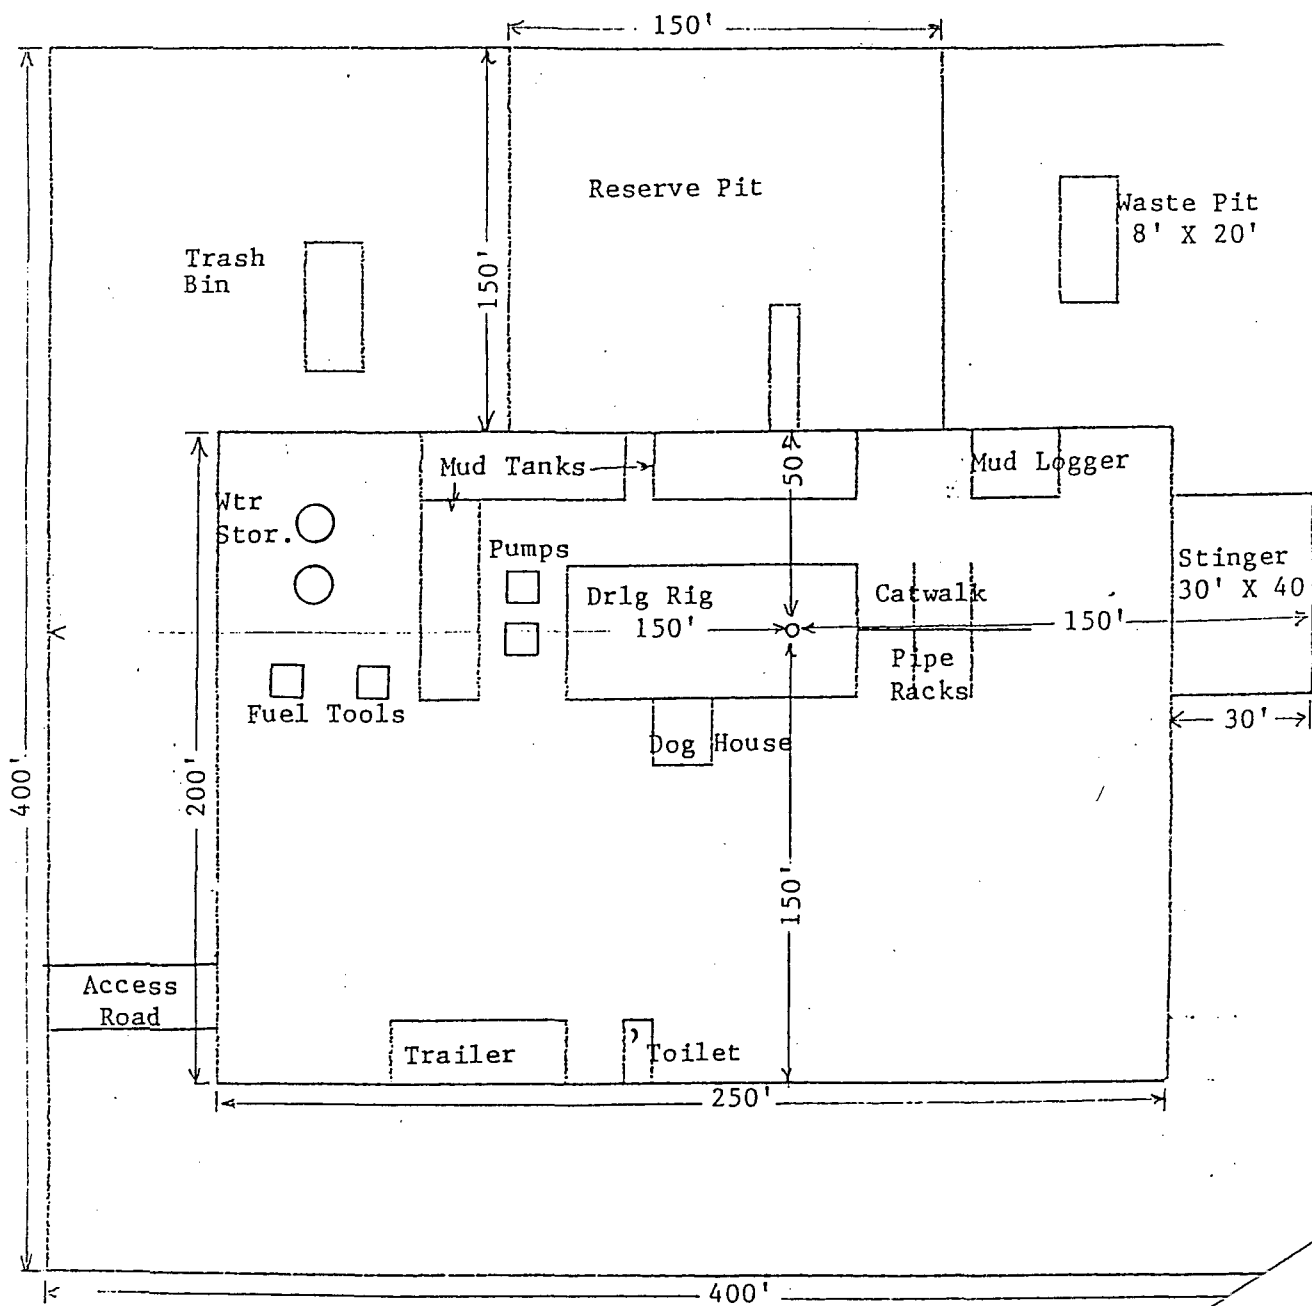 150'
Reserve Pit
Waste Pit
8' X 20'
Trash
Bin
150'
Mud Tanks
50'
Mud Logger
Wtr
Stor.
Pumps
Stinger
30' X 40
Drlg Rig
Catwalk
150'
150'
Pipe
Racks
Fuel Tools
30'
Dog House
400'
200'
150'
Access
Road
Trailer
Toilet
250'
400'